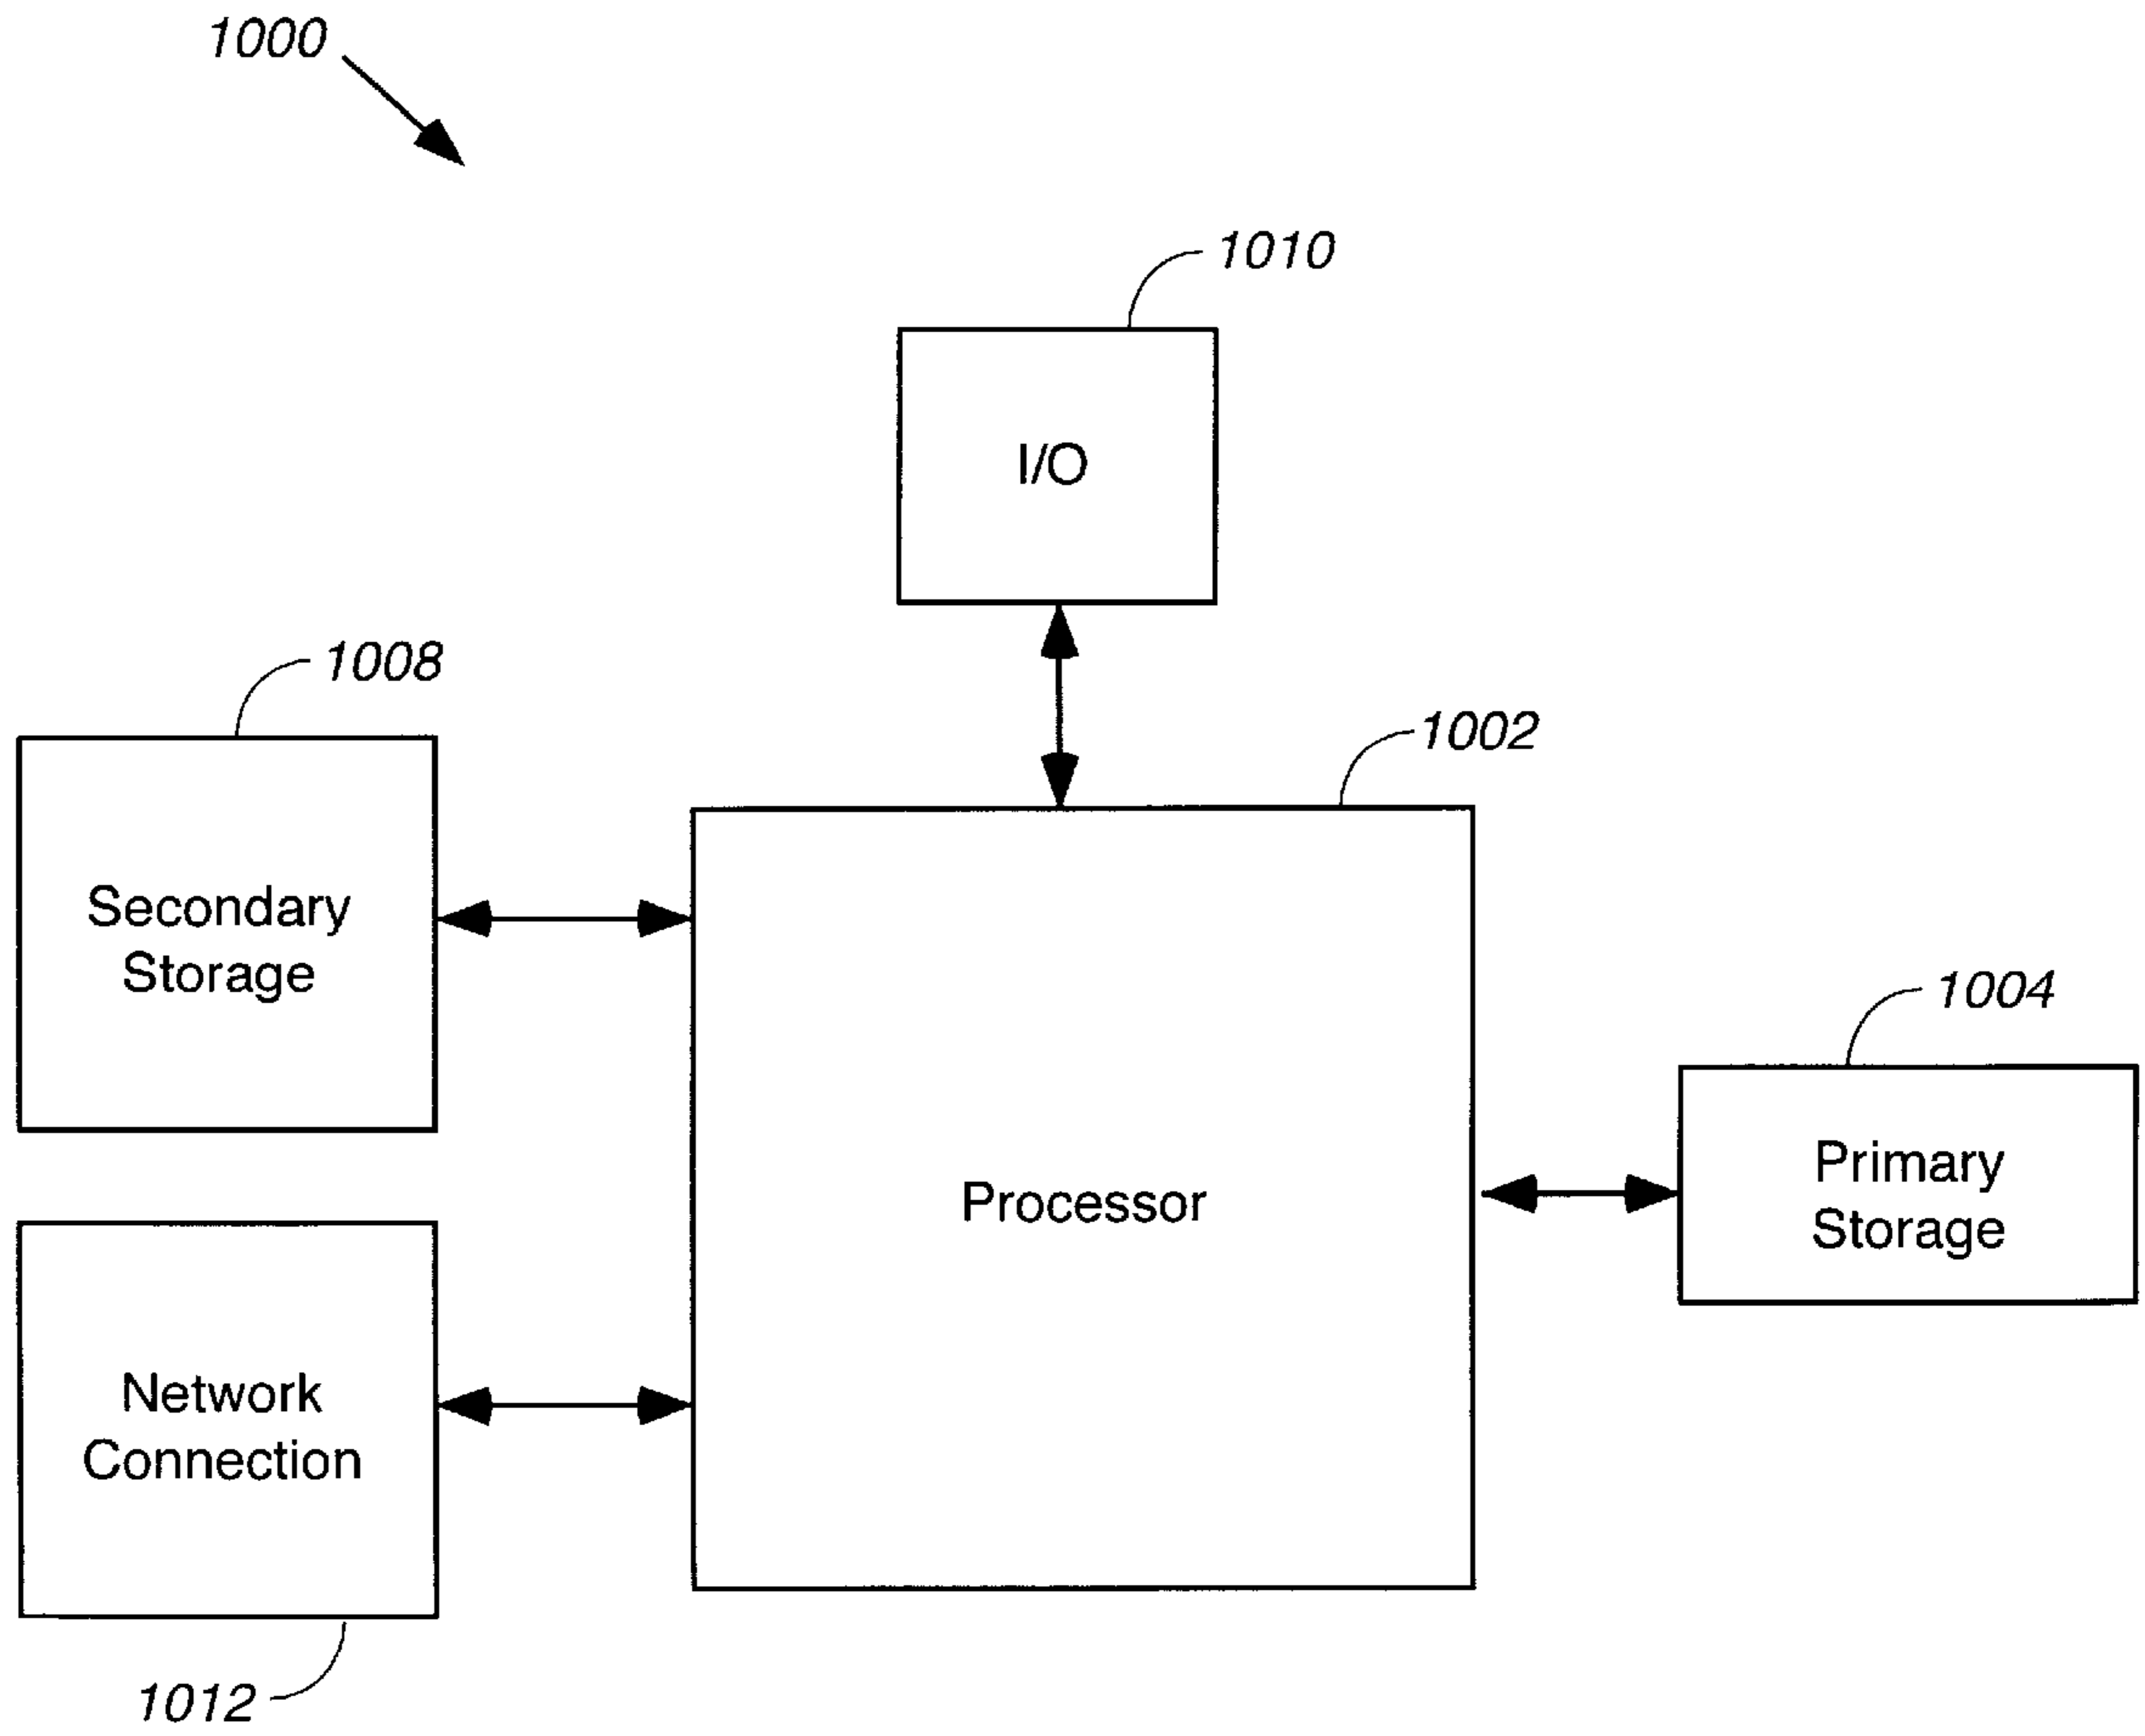 1000
1010
I/O
1008
1002
Secondary
Storage
1004
Primary
Storage
Processor
Network
Connection
1012